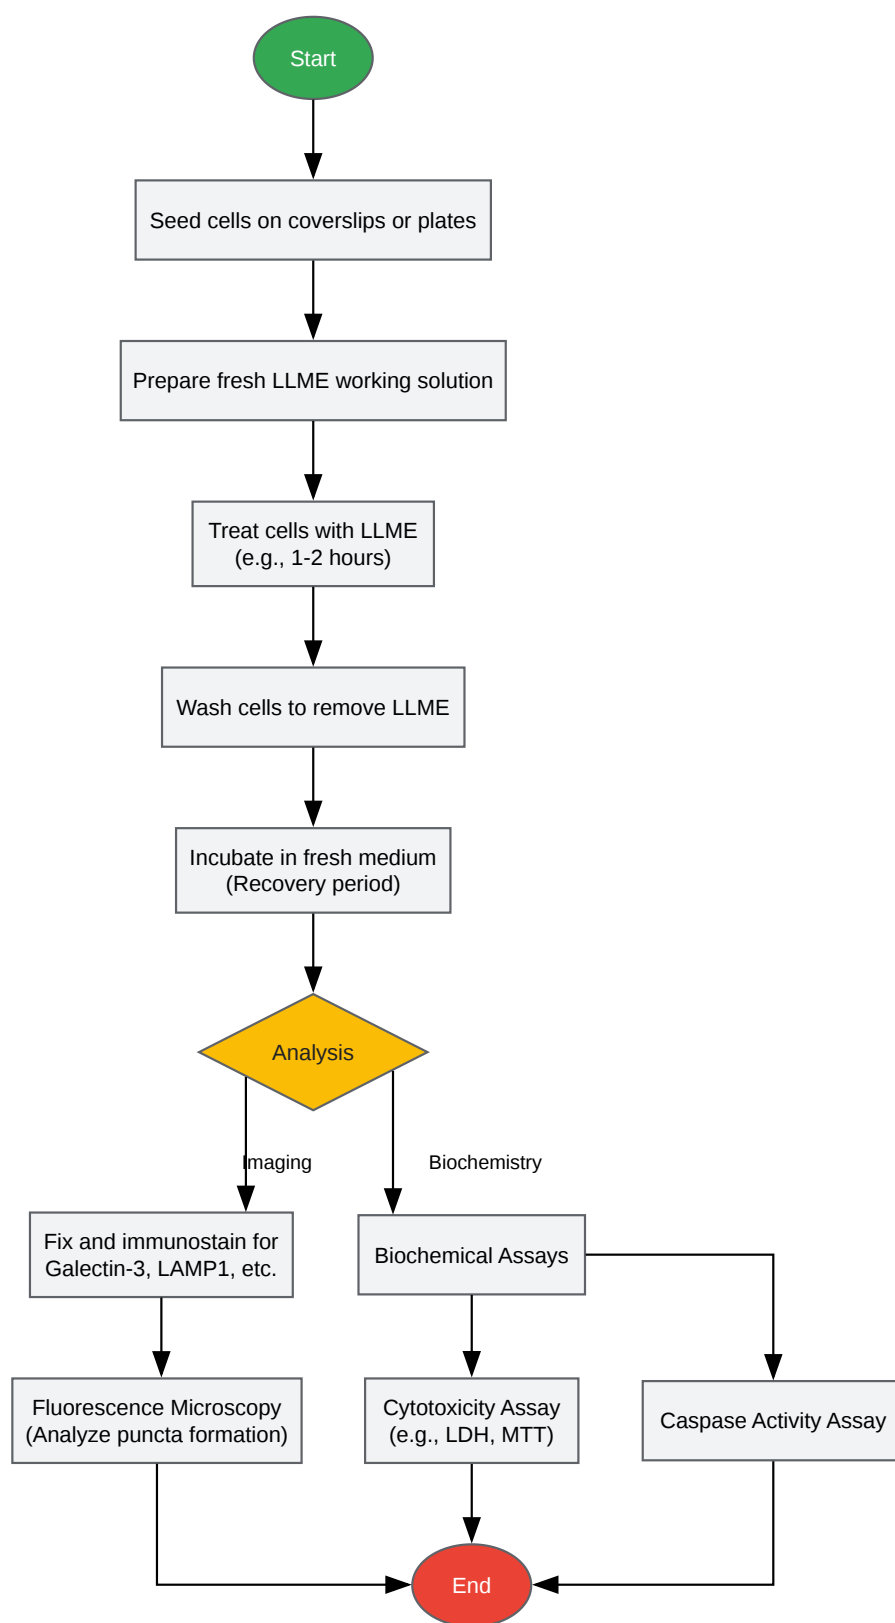 Start
Seed cells on coverslips or plates
Prepare fresh LLME working solution
Treat cells with LLME
(e.g., 1-2 hours)
Wash cells to remove LLME
Incubate in fresh medium
(Recovery period)
Analysis
Imaging
Biochemistry
Fix and immunostain for
Galectin-3, LAMP1, etc.
Biochemical Assays
Fluorescence Microscopy
(Analyze puncta formation)
Cytotoxicity Assay
(e.g., LDH, MTT)
Caspase Activity Assay
End